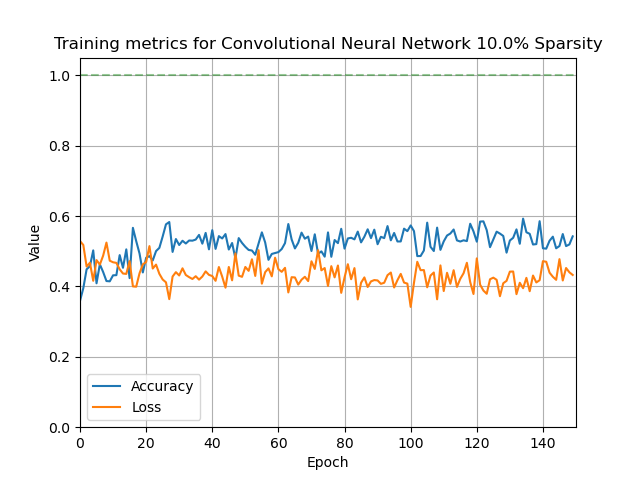 Training metrics for Convolutional Neural Network 10.0% Sparsity
1.0
0.8
0.6
0.4
0.2
0.0
Value
Accuracy
Loss
0 20 40 60 80 100 120 140
Epoch